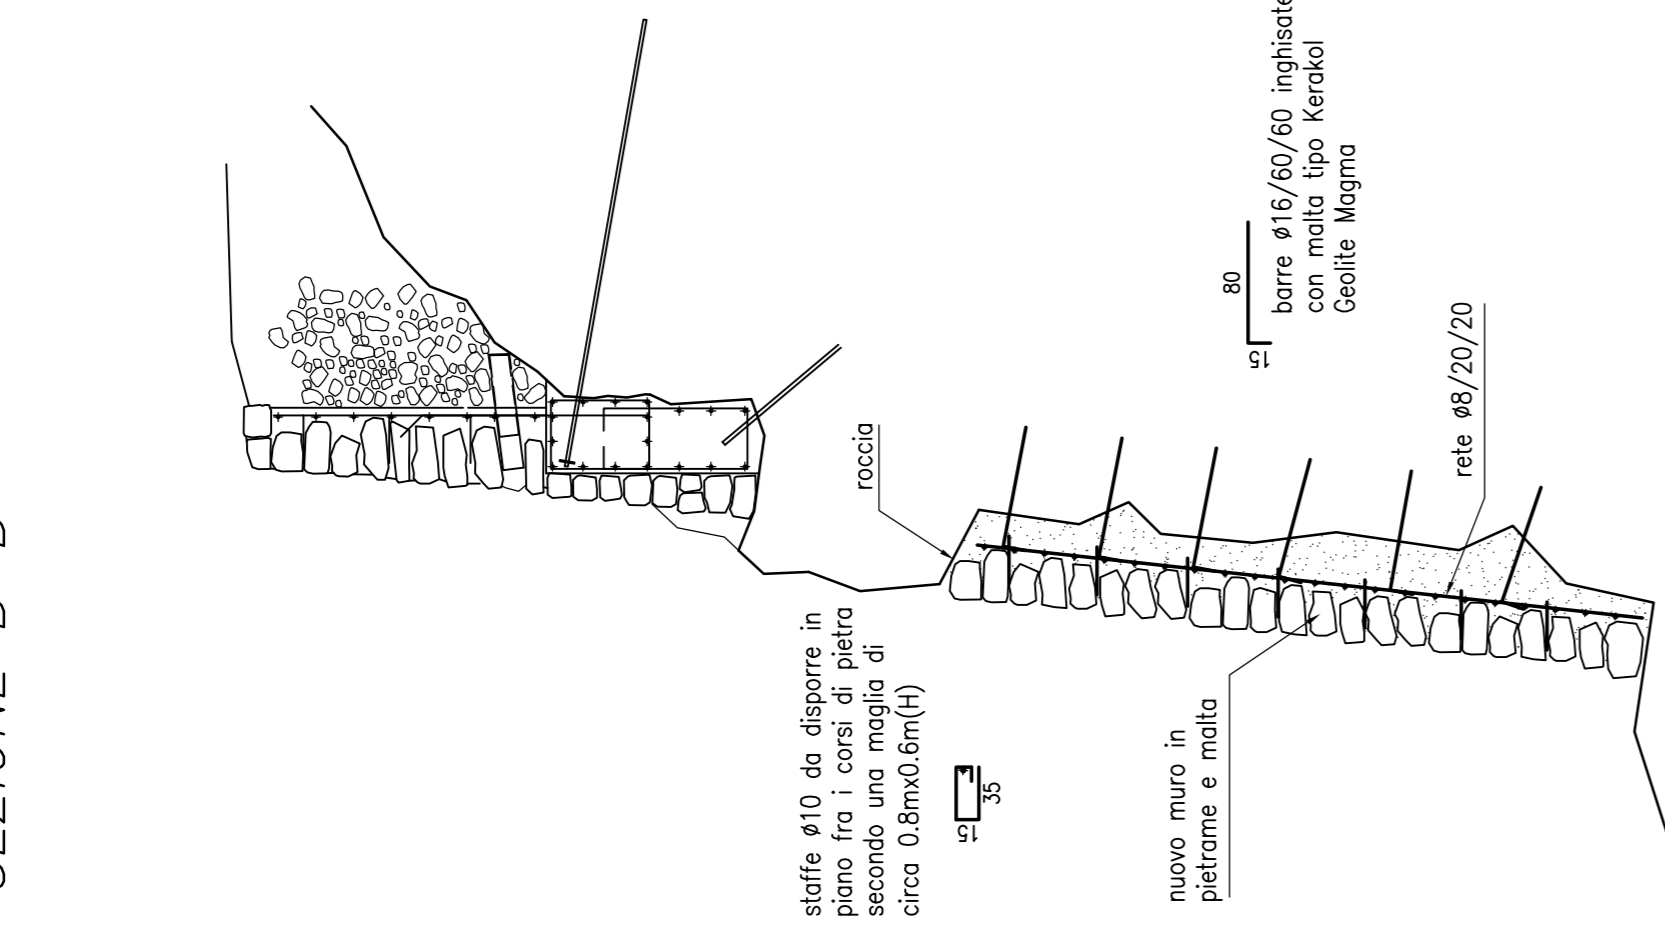 barre ø16/60/60 inghisate
con malta tipo Kerakol
Geolite Magma
80
15
rete ø8/20/20
roccia
staffe ø10 da disporre in
piano fra i corsi di pietra
secondo una maglia di
circa 0.8mx0.6m(H)
15
35
nuovo muro in
pietrame e malta